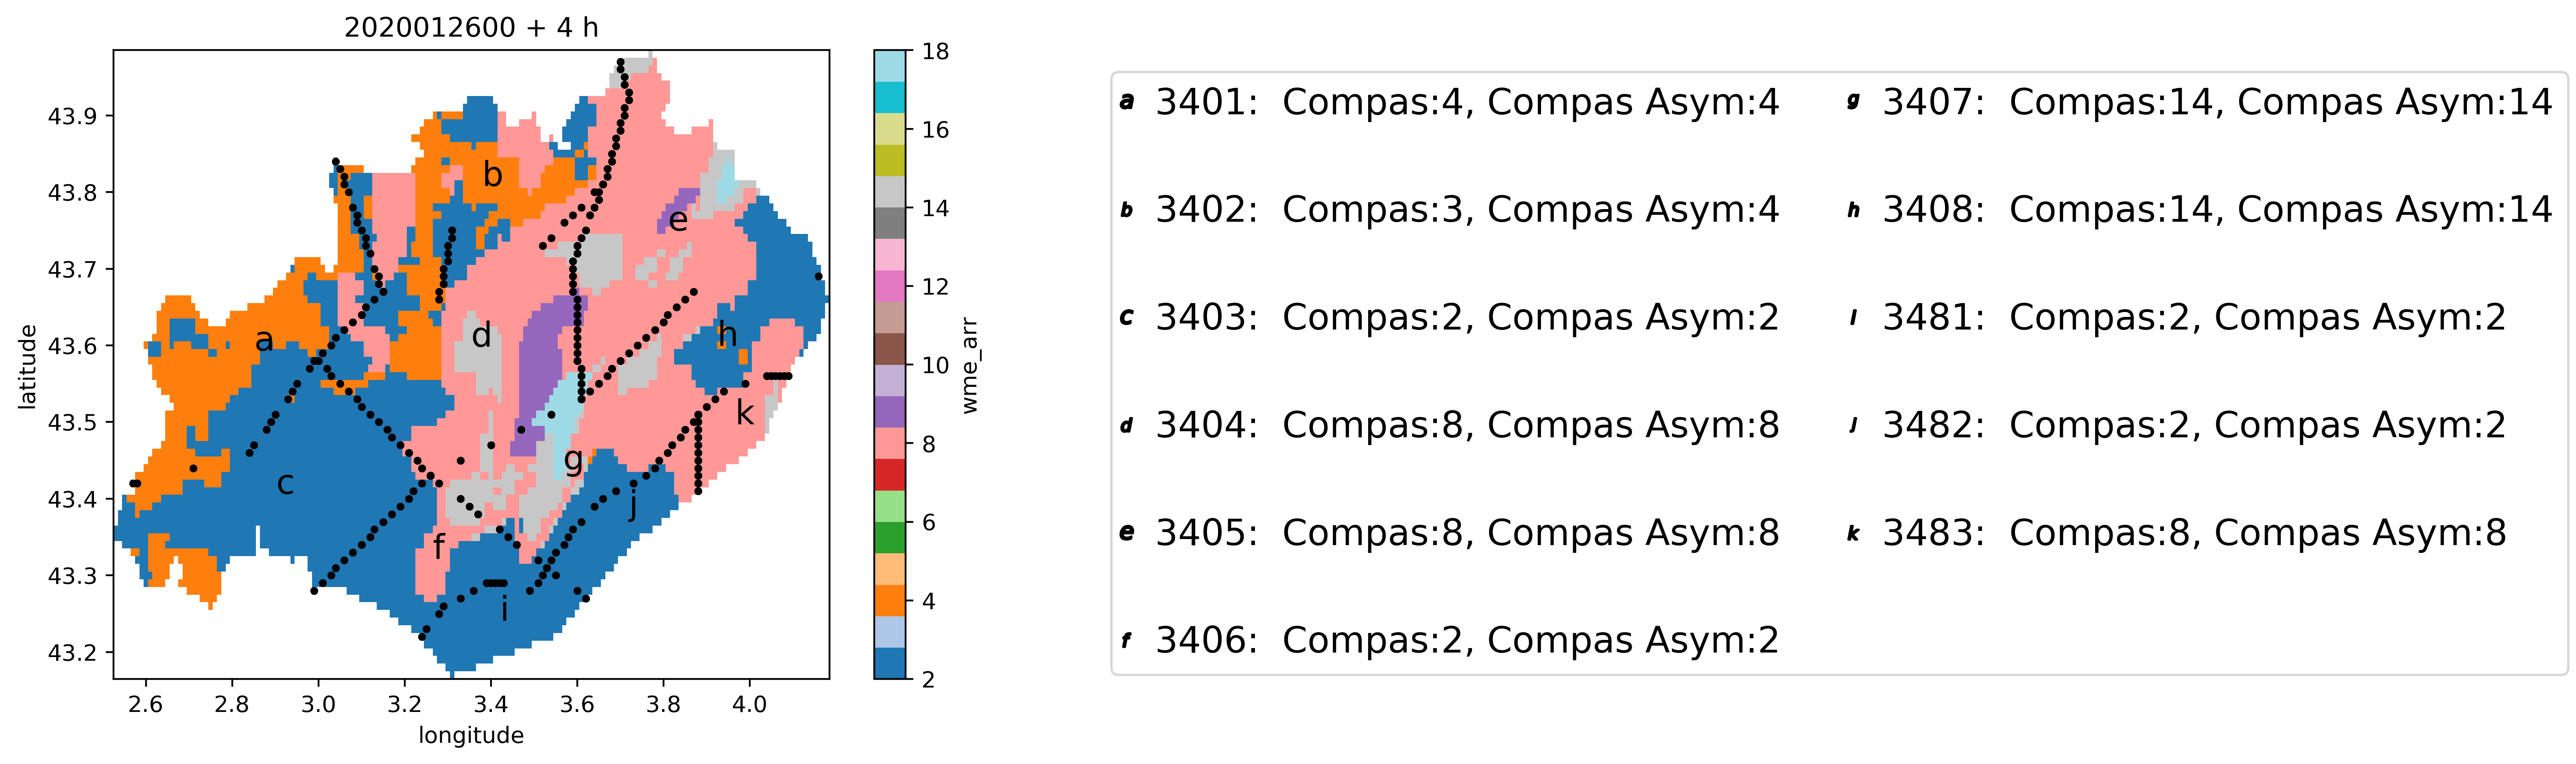 2020012600 + 4 h
latitude
43.9
43.8
43.7
43.6
43.5
43.4
43.3
43.2
2.6 2.8 3.0 3.2 3.4 3.6 3.8 4.0
longitude
a
b
c
d
e
f
g
h
i
j
k
18
16
14
12
10
8
6
4
2
wme_arr
a 3401: Compas:4, Compas Asym:4
b 3402: Compas:3, Compas Asym:4
c 3403: Compas:2, Compas Asym:2
d 3404: Compas:8, Compas Asym:8
e 3405: Compas:8, Compas Asym:8
f 3406: Compas:2, Compas Asym:2
g 3407: Compas:14, Compas Asym:14
h 3408: Compas:14, Compas Asym:14
i 3481: Compas:2, Compas Asym:2
j 3482: Compas:2, Compas Asym:2
k 3483: Compas:8, Compas Asym:8